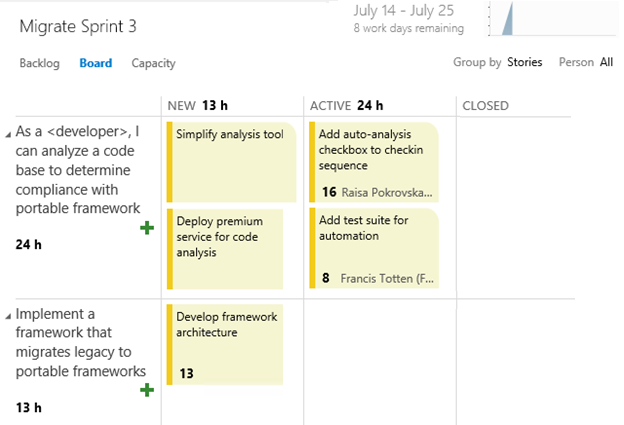 Migrate Sprint 3
July 14 - July 25
8 work days remaining
Backlog Board Capacity
Group by Stories Person All
NEW 13 h
ACTIVE 24 h
CLOSED
As a <developer>, I
can analyze a code
base to determine
compliance with
portable framework
24 h
Simplify analysis tool
Deploy premium
service for code
analysis
Add auto-analysis
checkbox to checkin
sequence
16 Raisa Pokrovska...
Add test suite for
automation
8 Francis Totten (F...
Implement a
framework that
migrates legacy to
portable frameworks
13 h
Develop framework
architecture
13